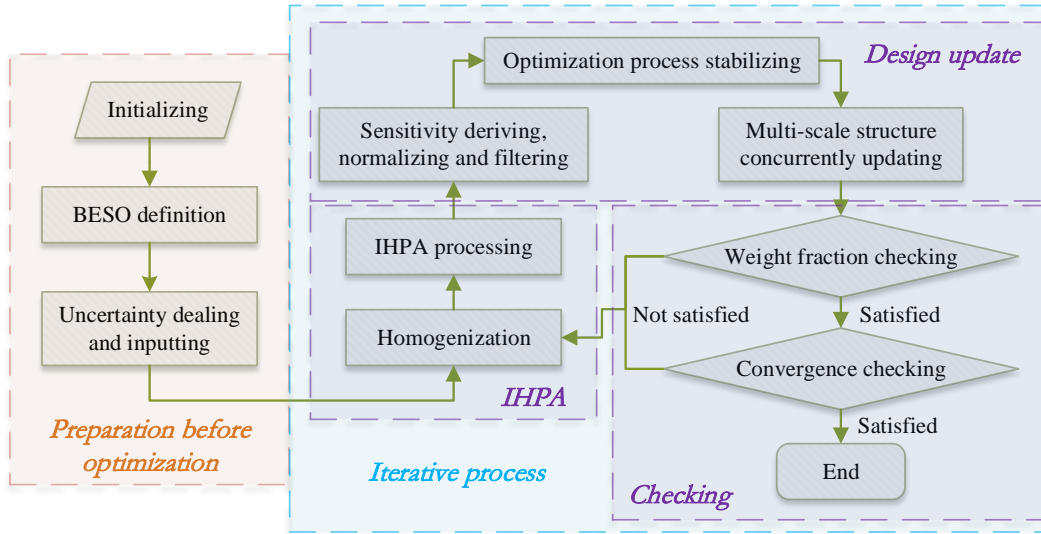 Initializing
BESO definition
Uncertainty dealing
and inputting
Preparation before
optimization
Optimization process stabilizing
Design update
Sensitivity deriving,
normalizing and filtering
Multi-scale structure
concurrently updating
IHPA processing
Homogenization
IHPA
Weight fraction checking
Not satisfied
Satisfied
Convergence checking
Satisfied
End
Iterative process
Checking